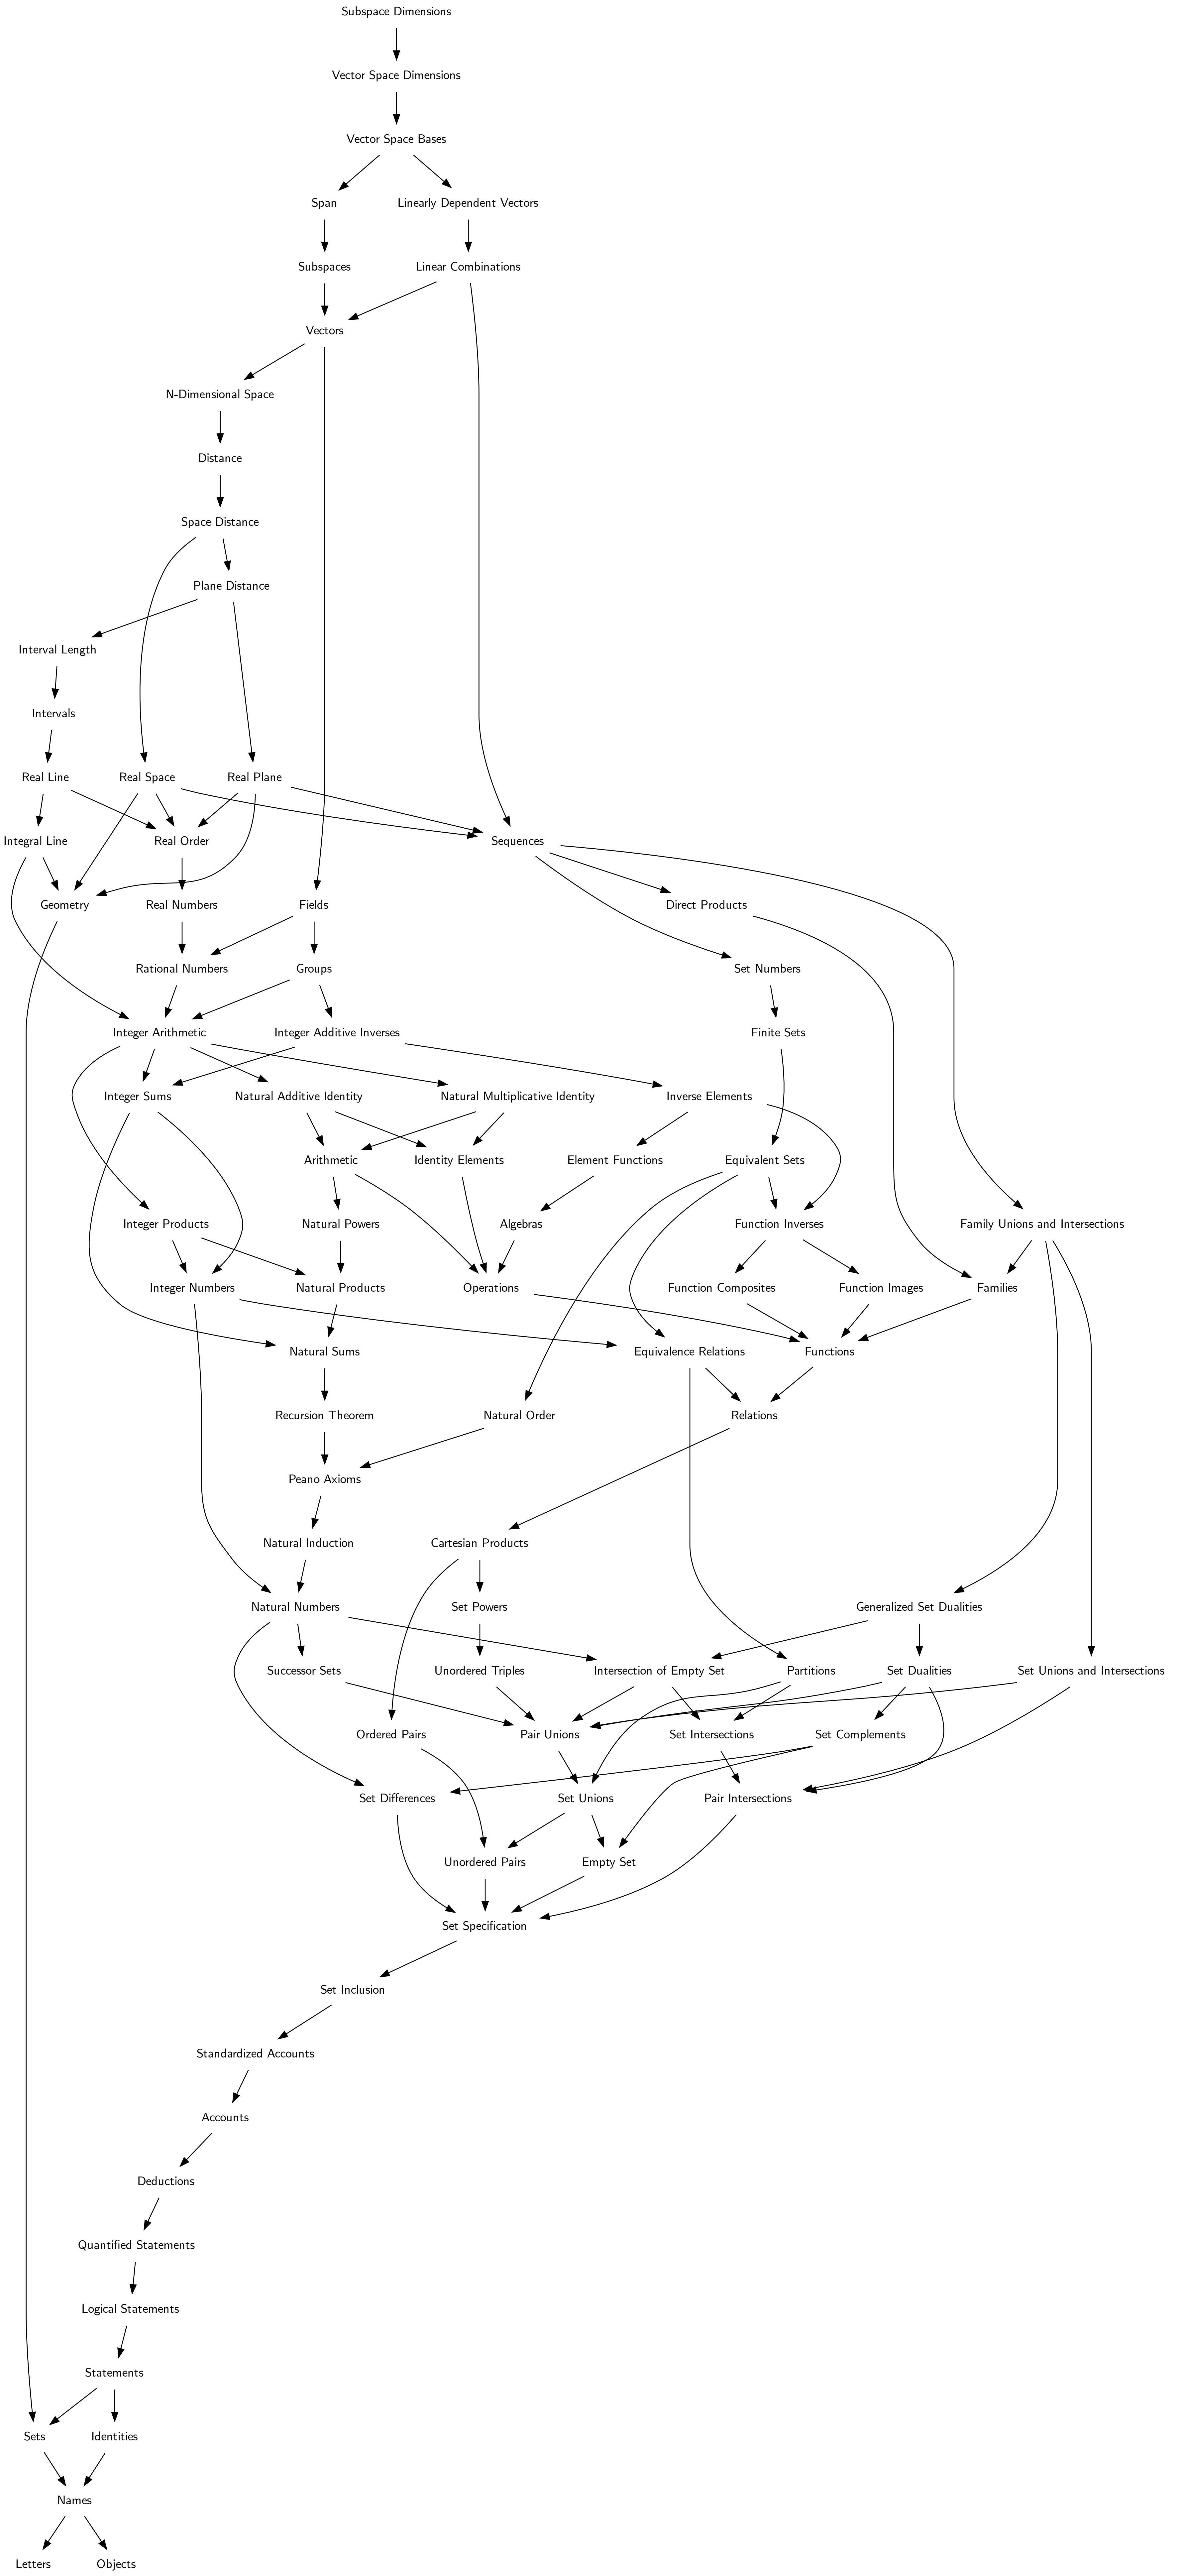 Subspace Dimensions
Vector Space Dimensions
Vector Space Bases
Span
Linearly Dependent Vectors
Subspaces
Linear Combinations
Vectors
N-Dimensional Space
Distance
Space Distance
Plane Distance
Interval Length
Intervals
Real Line
Real Space
Real Plane
Integral Line
Real Order
Sequences
Geometry
Real Numbers
Fields
Direct Products
Rational Numbers
Groups
Set Numbers
Integer Arithmetic
Integer Additive Inverses
Finite Sets
Integer Sums
Natural Additive Identity
Natural Multiplicative Identity
Inverse Elements
Arithmetic
Identity Elements
Element Functions
Equivalent Sets
Integer Products
Natural Powers
Algebras
Function Inverses
Family Unions and Intersections
Integer Numbers
Natural Products
Operations
Function Composites
Function Images
Families
Natural Sums
Equivalence Relations
Functions
Recursion Theorem
Natural Order
Relations
Peano Axioms
Natural Induction
Cartesian Products
Natural Numbers
Set Powers
Generalized Set Dualities
Successor Sets
Unordered Triples
Intersection of Empty Set
Partitions
Set Dualities
Set Unions and Intersections
Ordered Pairs
Pair Unions
Set Intersections
Set Complements
Set Differences
Set Unions
Pair Intersections
Unordered Pairs
Empty Set
Set Specification
Set Inclusion
Standardized Accounts
Accounts
Deductions
Quantified Statements
Logical Statements
Statements
Sets
Identities
Names
Letters
Objects